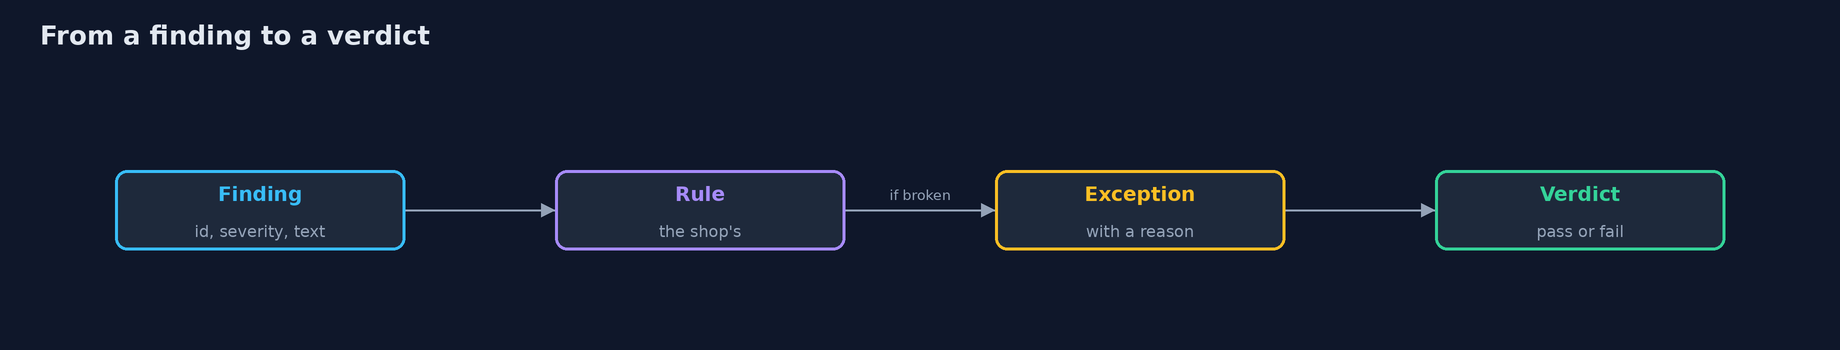 From a finding to a verdict
Finding
id, severity, text
Rule
the shop's
if broken
Exception
with a reason
Verdict
pass or fail